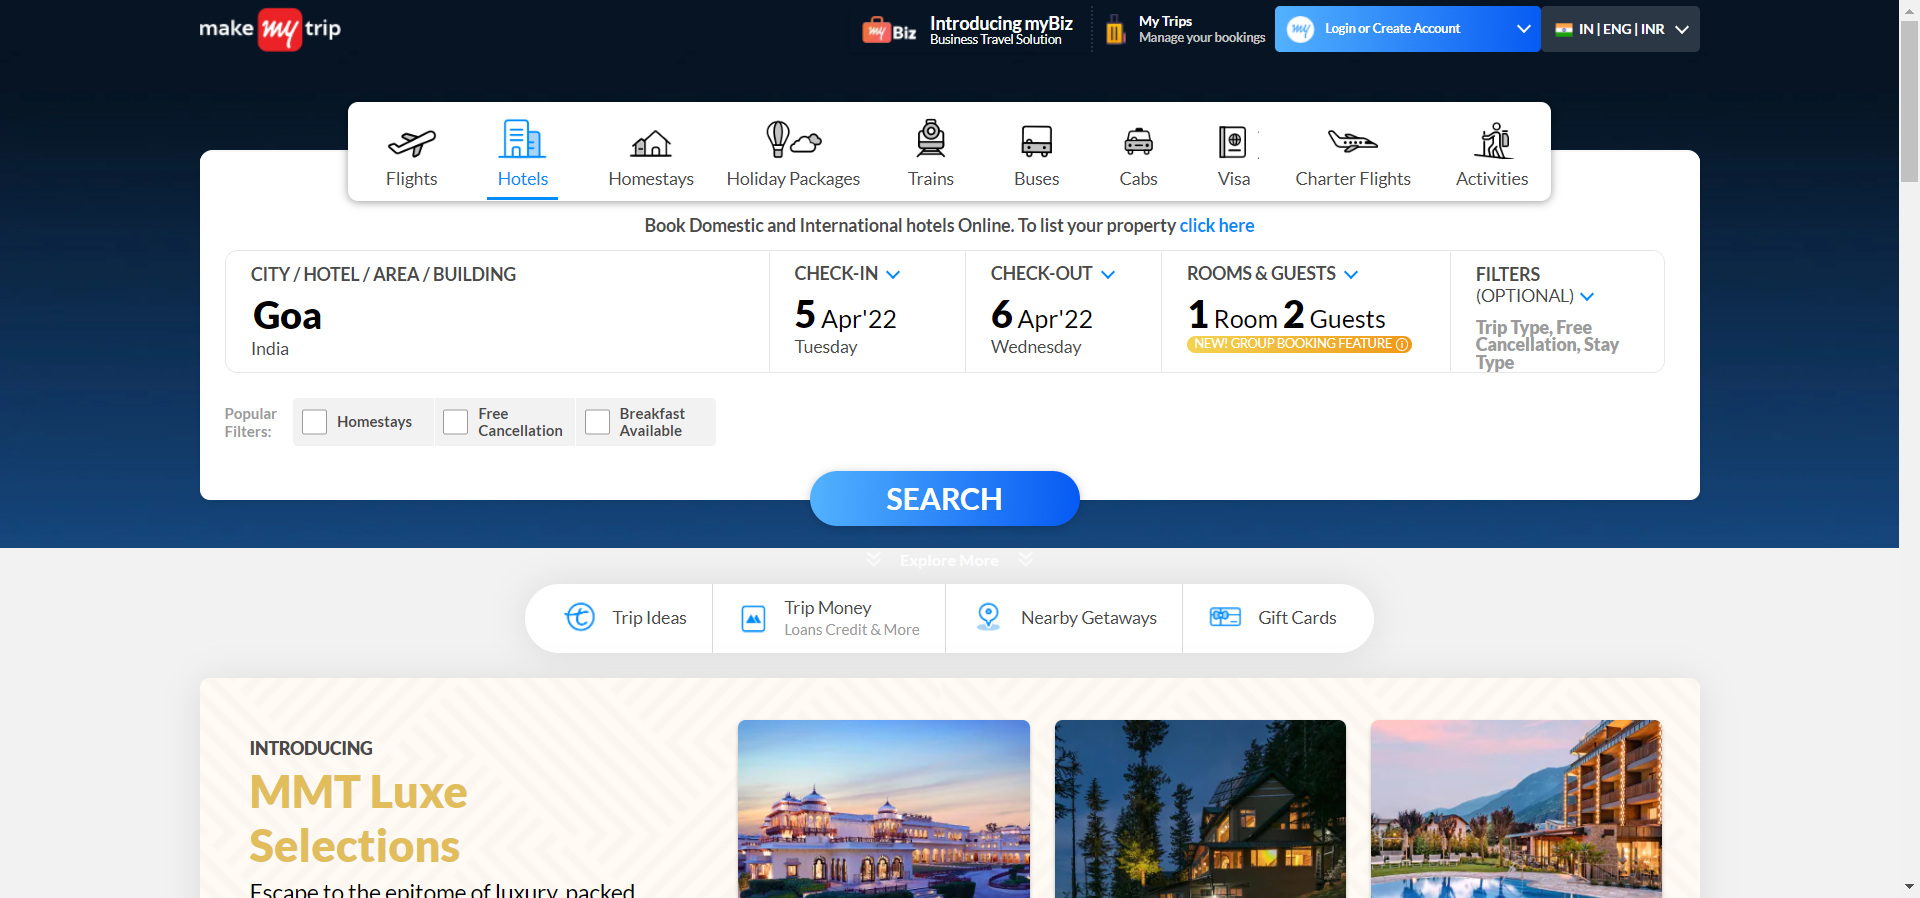 make my trip
my Biz
Introducing myBiz
Business Travel Solution
My Trips
Manage your bookings
my
Login or Create Account
IN | ENG | INR
Flights
Hotels
Homestays
Holiday Packages
Trains
Buses
Cabs
Visa
Charter Flights
Activities
Book Domestic and International hotels Online. To list your property click here
CITY / HOTEL / AREA / BUILDING
Goa
India
CHECK-IN
5 Apr'22
Tuesday
CHECK-OUT
6 Apr'22
Wednesday
ROOMS & GUESTS
1 Room 2 Guests
NEW! GROUP BOOKING FEATURE
FILTERS
(OPTIONAL)
Trip Type, Free
Cancellation, Stay
Type
Popular
Filters:
Homestays
Free
Cancellation
Breakfast
Available
SEARCH
Explore More
Trip Ideas
Trip Money
Loans Credit & More
Nearby Getaways
Gift Cards
INTRODUCING
MMT Luxe
Selections
Escape to the epitome of luxury, packed